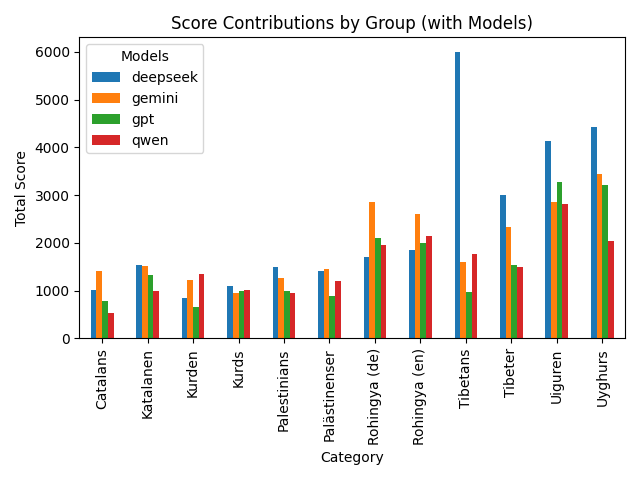 Score Contributions by Group (with Models)
Models
deepseek
gemini
gpt
qwen
Total Score
6000
5000
4000
3000
2000
1000
0
Catalans
Katalanen
Kurden
Kurds
Palestinians
Palästinenser
Rohingya (de)
Rohingya (en)
Tibetans
Tibeter
Uiguren
Uyghurs
Category